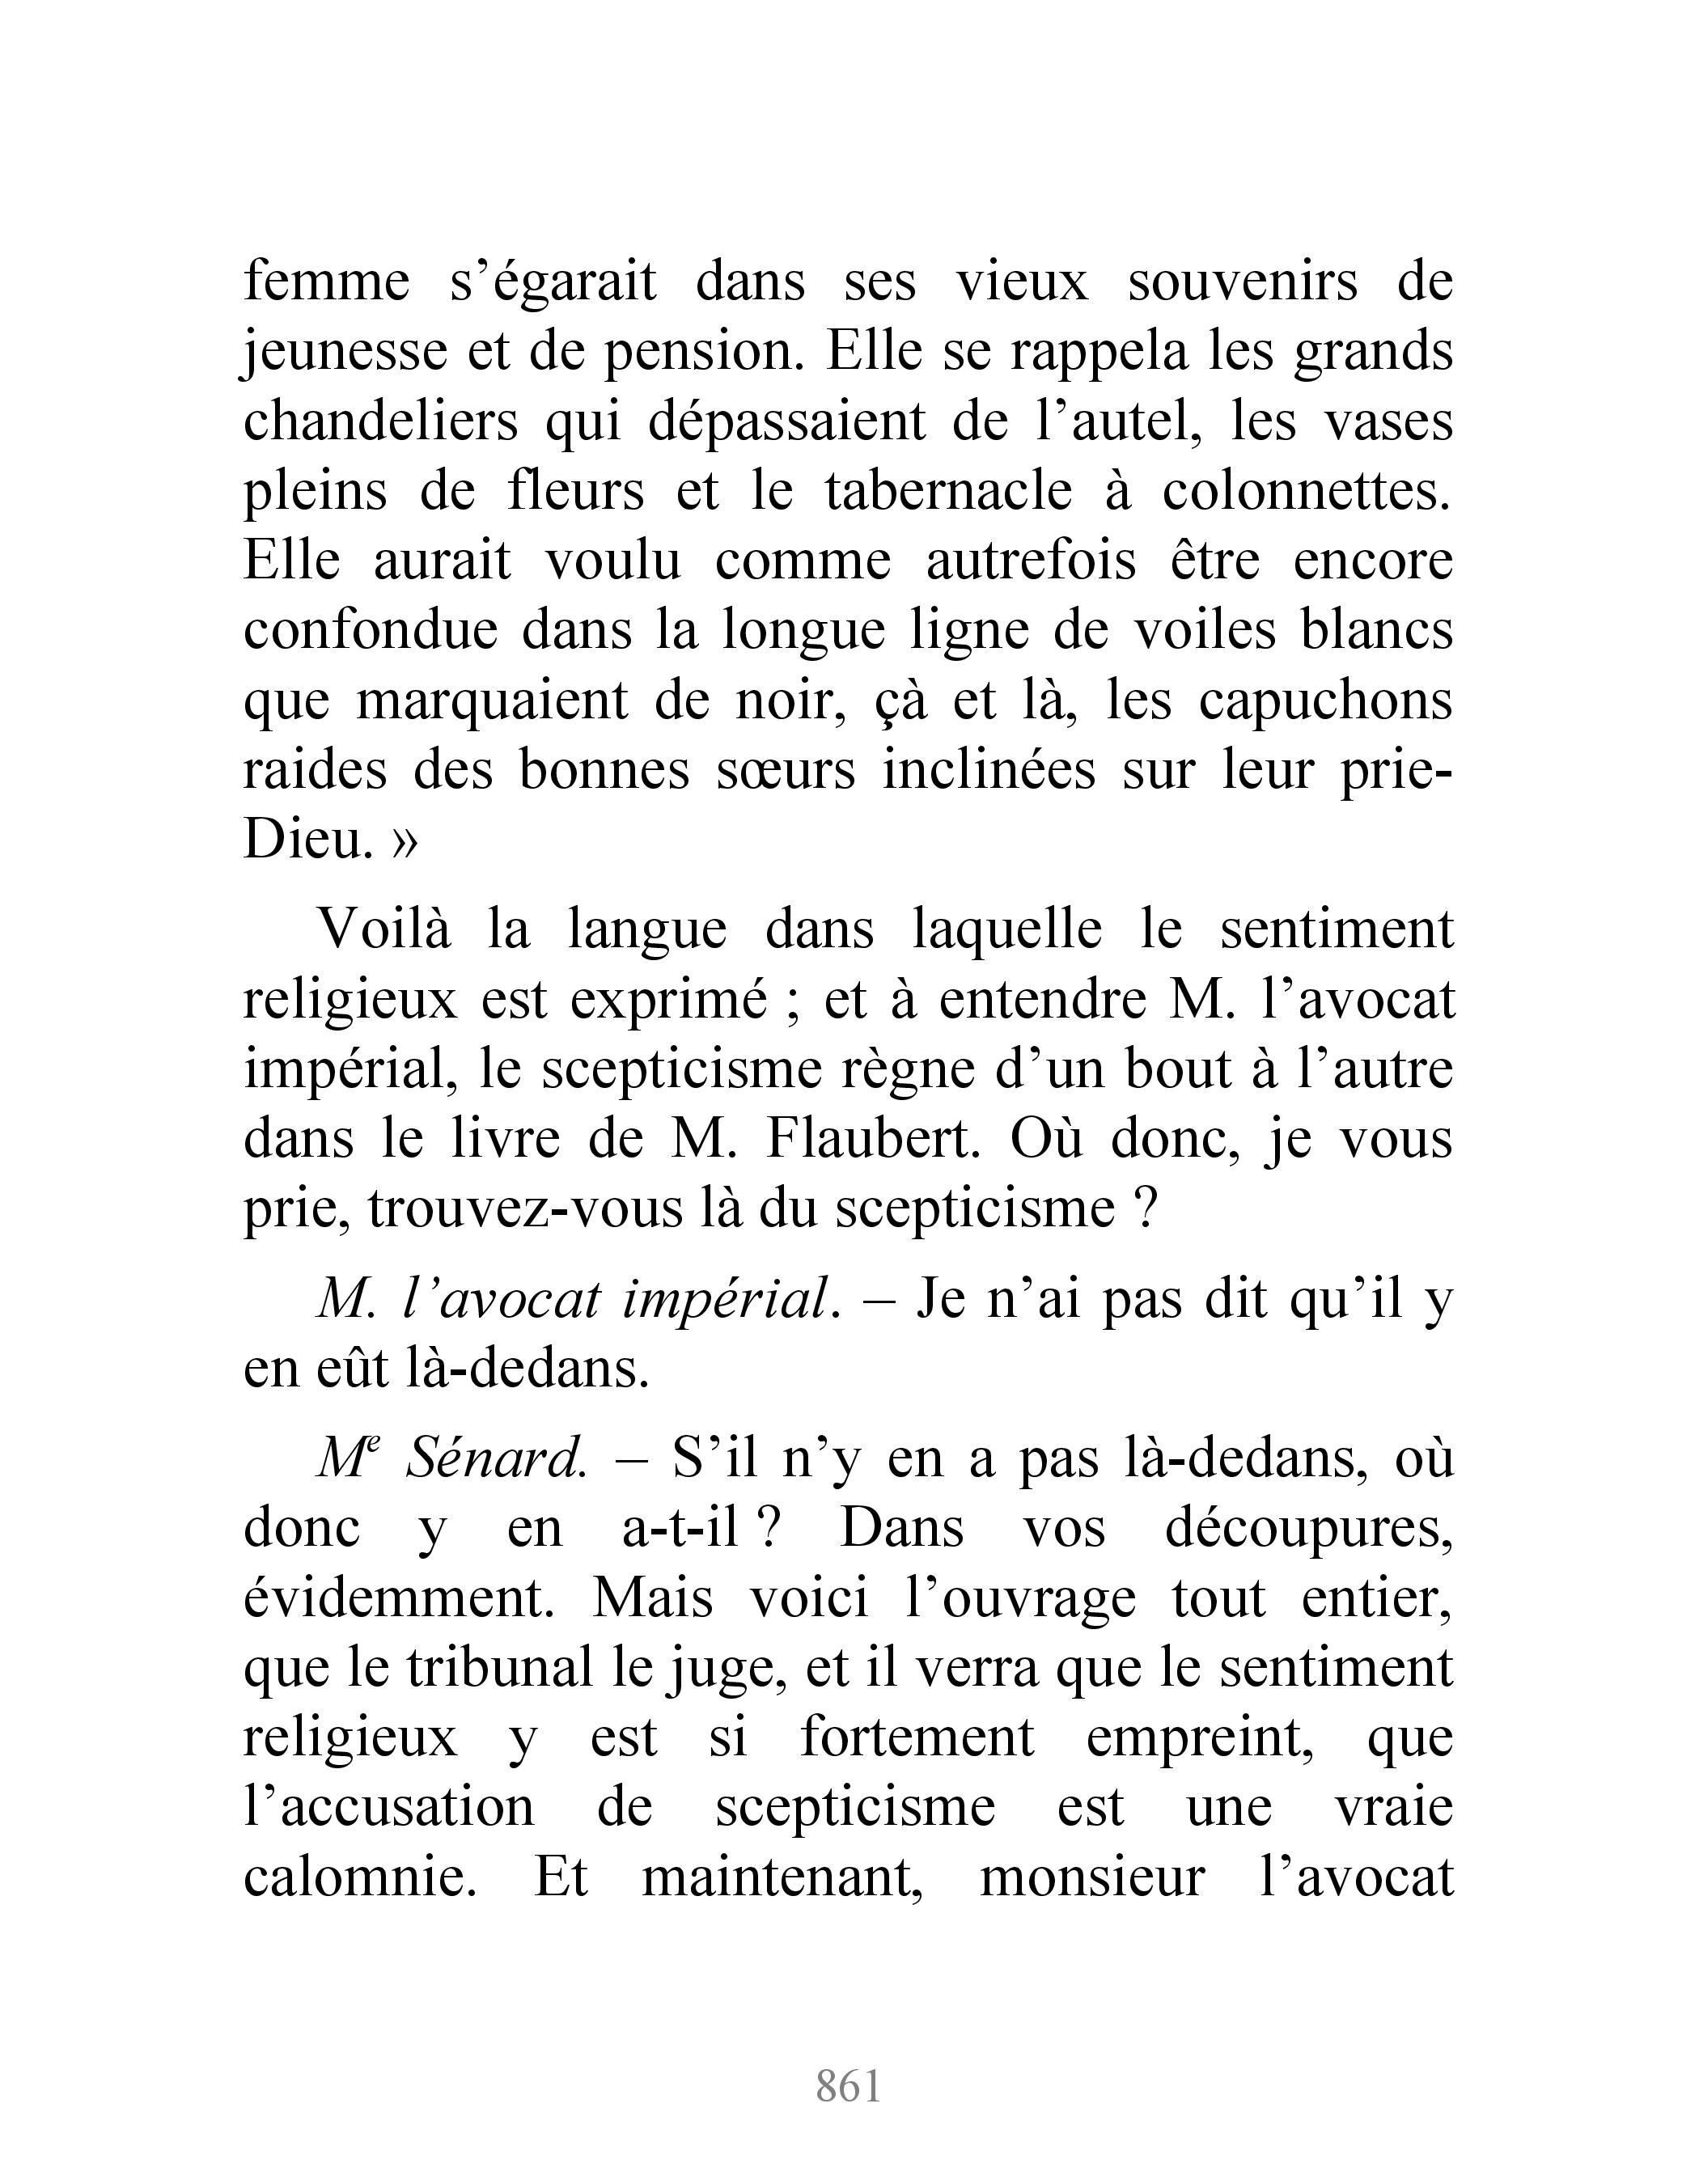 femme s’égarait dans ses vieux souvenirs de
jeunesse et de pension. Elle se rappela les grands
chandeliers qui dépassaient de l’autel, les vases
pleins de fleurs et le tabernacle à colonnettes.
Elle aurait voulu comme autrefois être encore
confondue dans la longue ligne de voiles blancs
que marquaient de noir, çà et là, les capuchons
raides des bonnes sœurs inclinées sur leur prie-
Dieu. »
Voilà la langue dans laquelle le sentiment
religieux est exprimé ; et à entendre M. l’avocat
impérial, le scepticisme règne d’un bout à l’autre
dans le livre de M. Flaubert. Où donc, je vous
prie, trouvez-vous là du scepticisme ?
M. l’avocat impérial. – Je n’ai pas dit qu’il y
en eût là-dedans.
Me Sénard. – S’il n’y en a pas là-dedans, où
donc y en a-t-il ? Dans vos découpures,
évidemment. Mais voici l’ouvrage tout entier,
que le tribunal le juge, et il verra que le sentiment
religieux y est si fortement empreint, que
l’accusation de scepticisme est une vraie
calomnie. Et maintenant, monsieur l’avocat
861